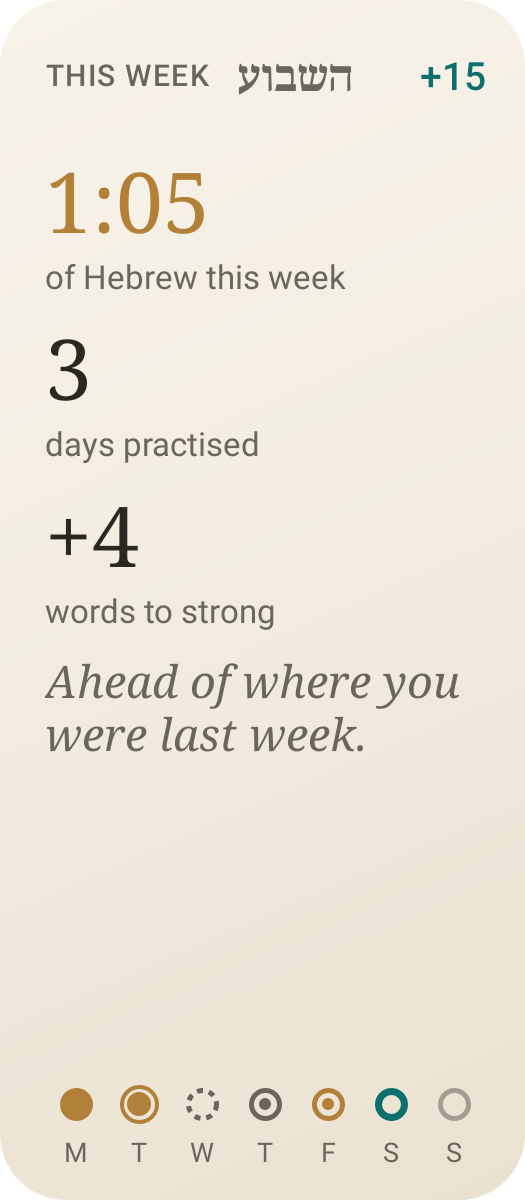 THIS WEEK השבוע +15
1:05
of Hebrew this week
3
days practised
+4
words to strong
Ahead of where you
were last week.
M T W T F S S